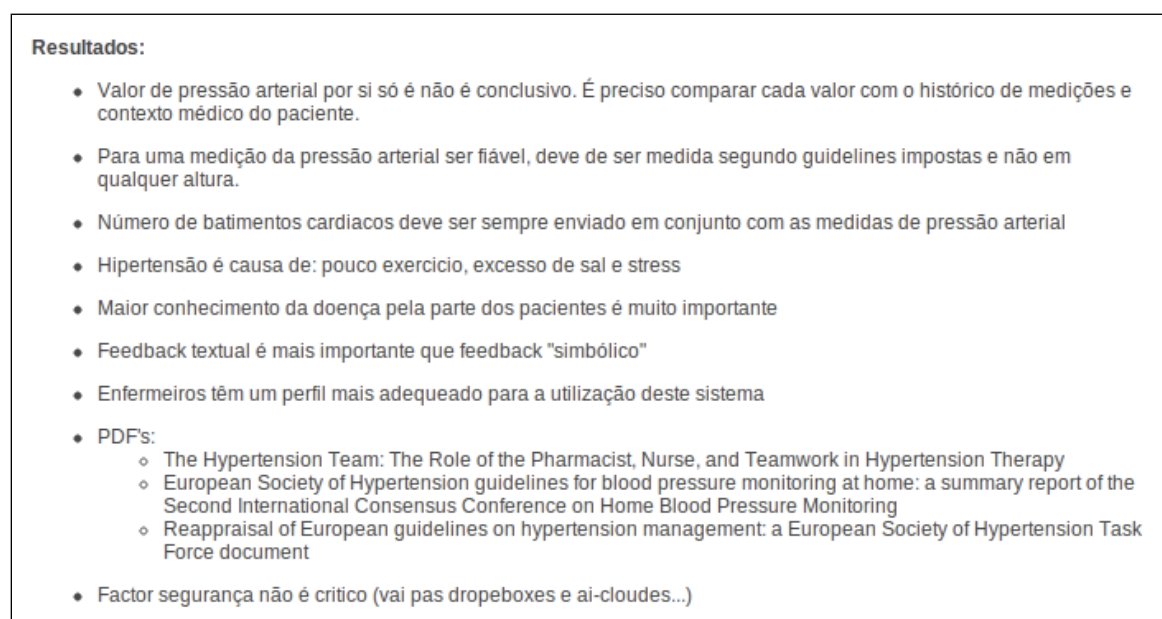 Resultados:
• Valor de pressão arterial por si só é não é conclusivo. É preciso comparar cada valor com o histórico de medições e
contexto médico do paciente.
• Para uma medição da pressão arterial ser fiável, deve de ser medida segundo guidelines impostas e não em
qualquer altura.
• Número de batimentos cardiacos deve ser sempre enviado em conjunto com as medidas de pressão arterial
• Hipertensão é causa de: pouco exercicio, excesso de sal e stress
• Maior conhecimento da doença pela parte dos pacientes é muito importante
• Feedback textual é mais importante que feedback "simbólico"
• Enfermeiros têm um perfil mais adequeado para a utilização deste sistema
• PDF's:
◦ The Hypertension Team: The Role of the Pharmacist, Nurse, and Teamwork in Hypertension Therapy
◦ European Society of Hypertension guidelines for blood pressure monitoring at home: a summary report of the
Second International Consensus Conference on Home Blood Pressure Monitoring
◦ Reappraisal of European guidelines on hypertension management: a European Society of Hypertension Task
Force document
• Factor segurança não é critico (vai pas dropeboxes e ai-cloudes...)